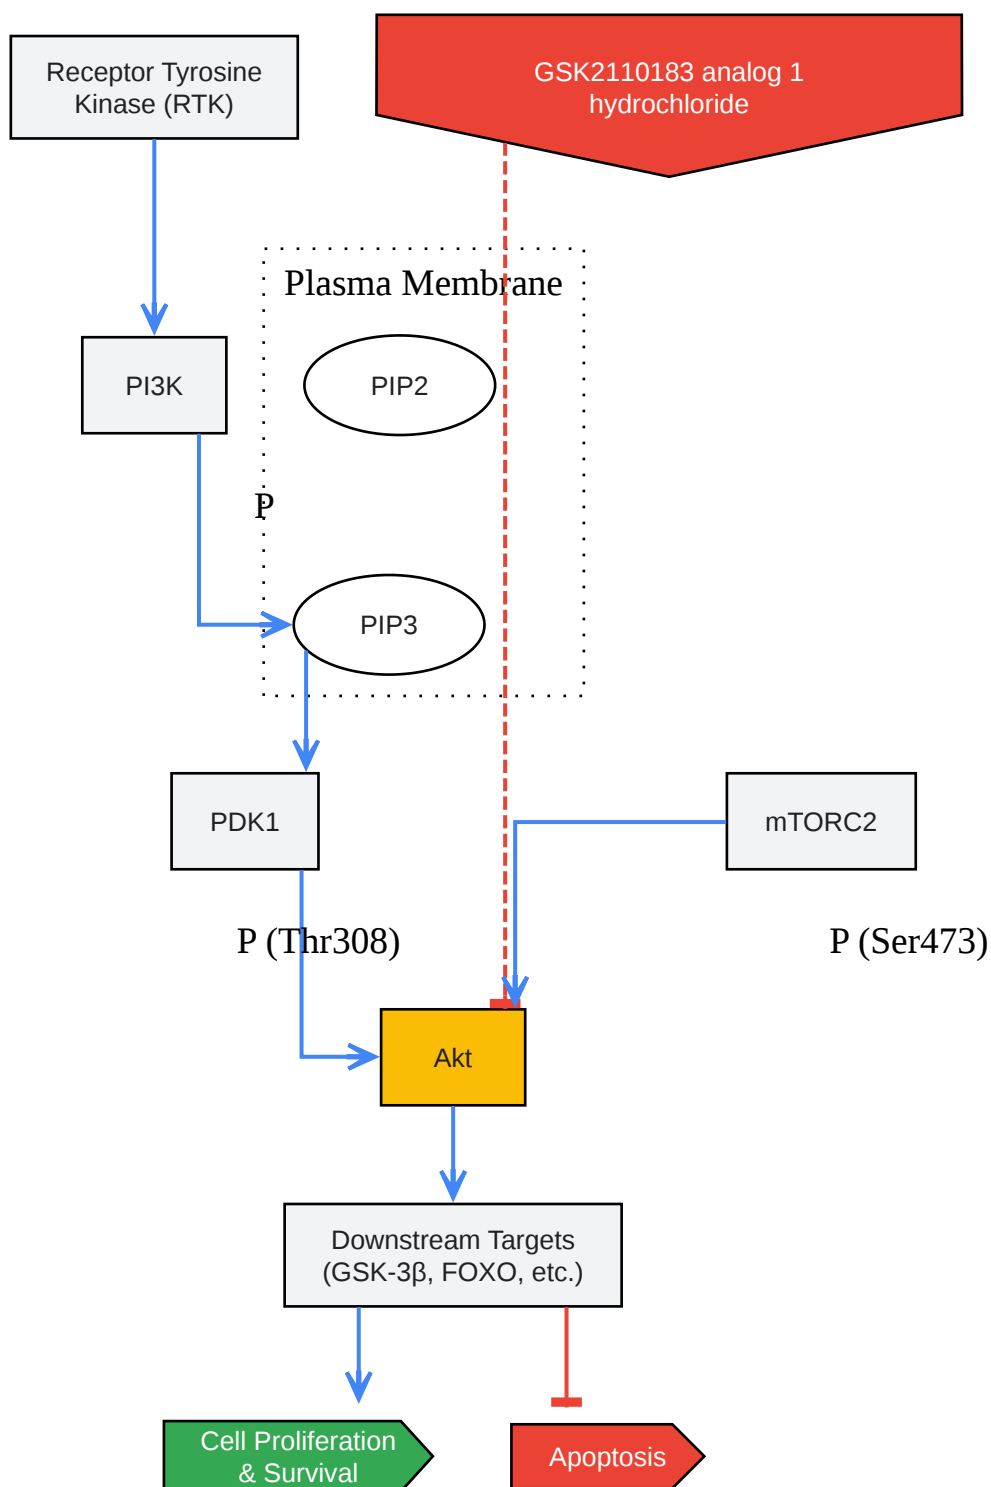 Receptor Tyrosine
Kinase (RTK)
GSK2110183 analog 1
hydrochloride
Plasma Membrane
PI3K
PIP2
P
PIP3
PDK1
mTORC2
P (Thr308)
P (Ser473)
Akt
Downstream Targets
(GSK-3β, FOXO, etc.)
Cell Proliferation
& Survival
Apoptosis